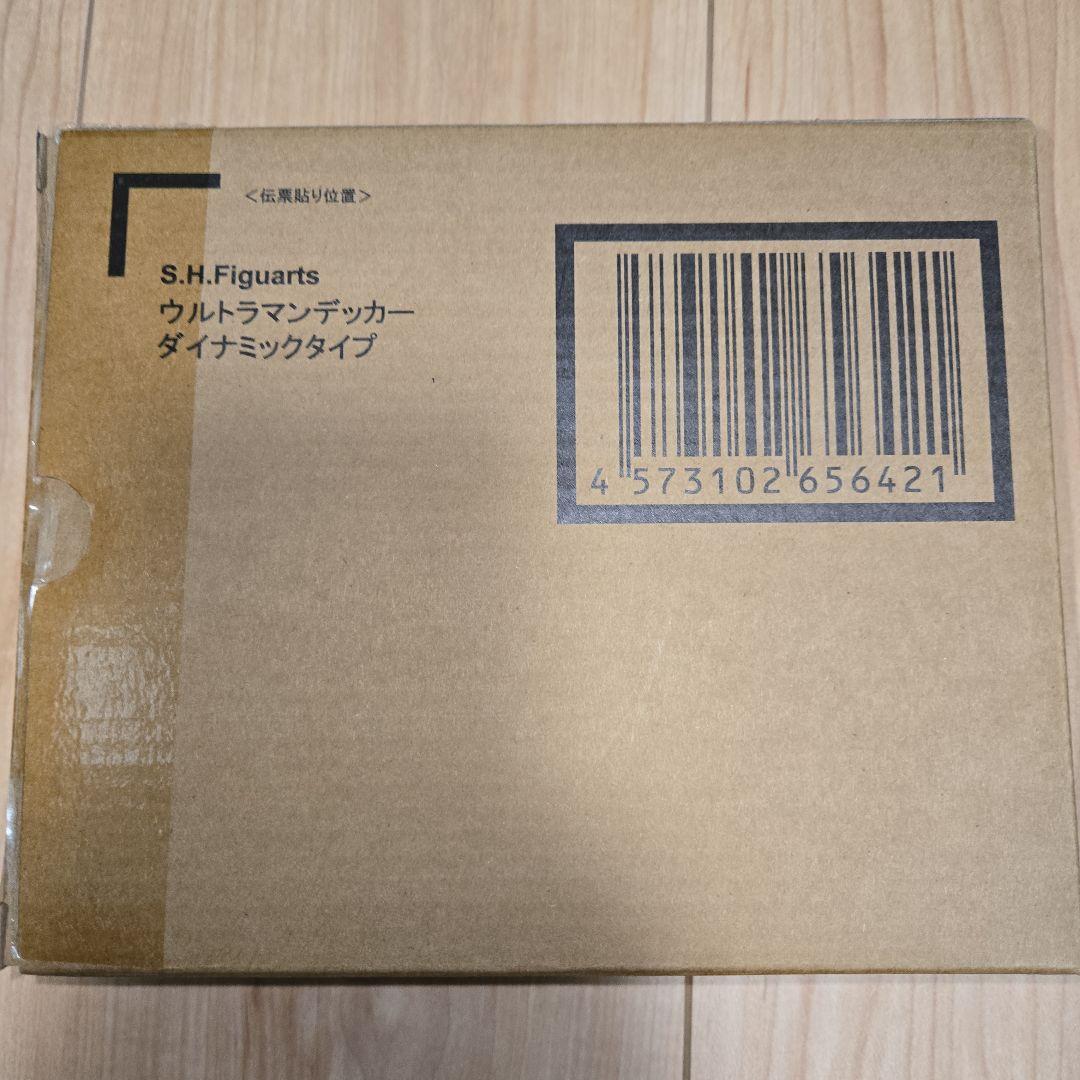 <伝票貼り位置>
S.H.Figuarts
ウルトラマンデッカー
ダイナミックタイプ
4 573102 656421